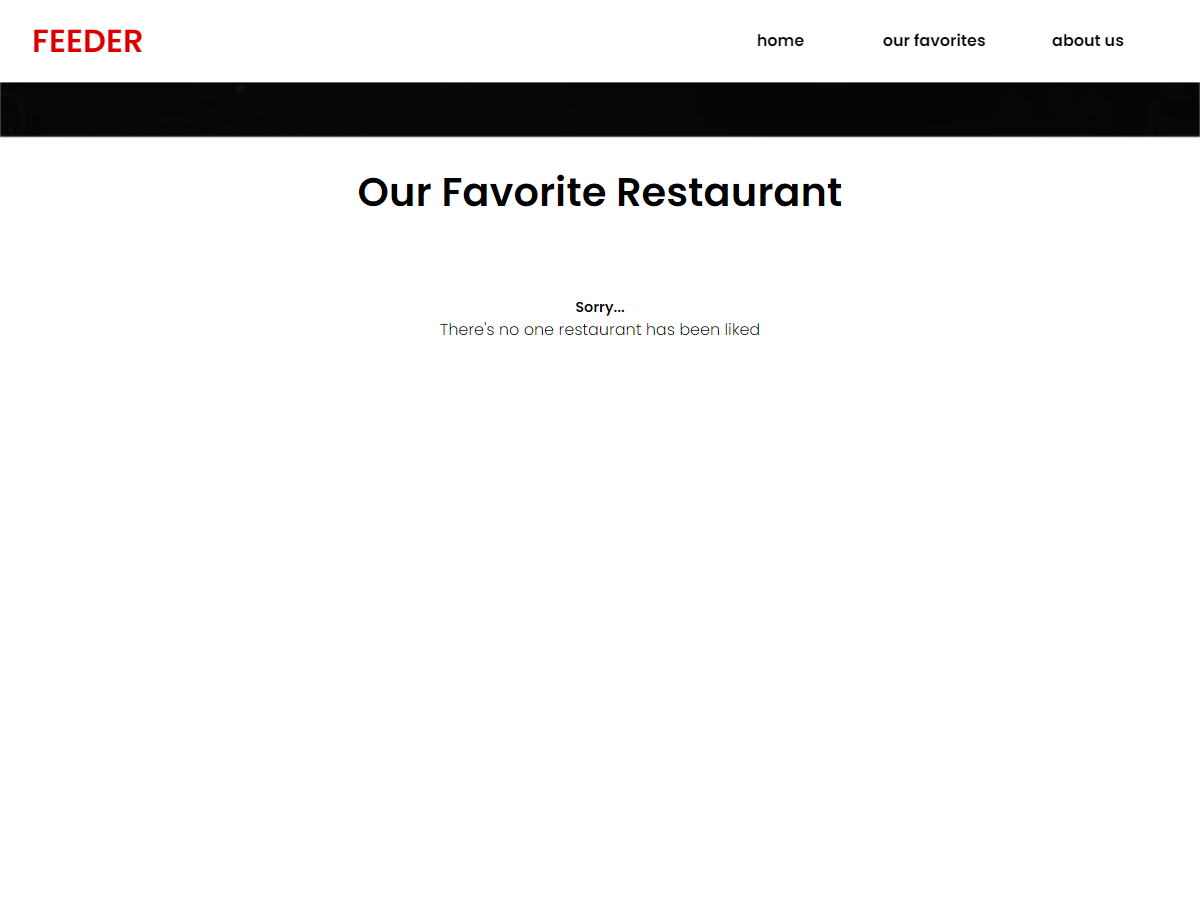 FEEDER
home
our favorites
about us
Our Favorite Restaurant
Sorry...
There's no one restaurant has been liked